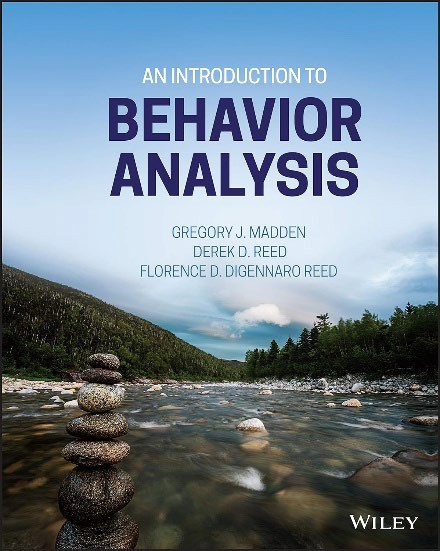 AN INTRODUCTION TO
BEHAVIOR
ANALYSIS
GREGORY J. MADDEN
DEREK D. REED
FLORENCE D. DIGENNARO REED
WILEY